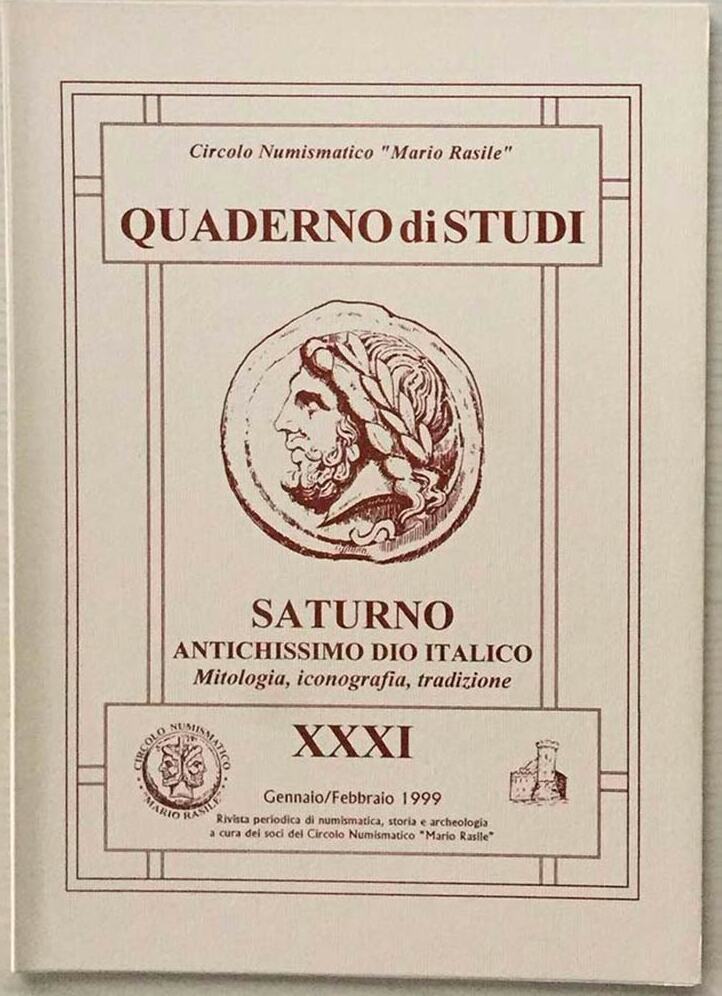 Circolo Numismatico "Mario Rasile"
QUADERNO di STUDI
SATURNO
ANTICHISSIMO DIO ITALICO
Mitologia, iconografia, tradizione
XXXI
CIRCOLO NUMISMATICO
"MARIO RASILE"
Gennaio/Febbraio 1999
Rivista periodica di numismatica, storia e archeologia
a cura dei soci del Circolo Numismatico "Mario Rasile"